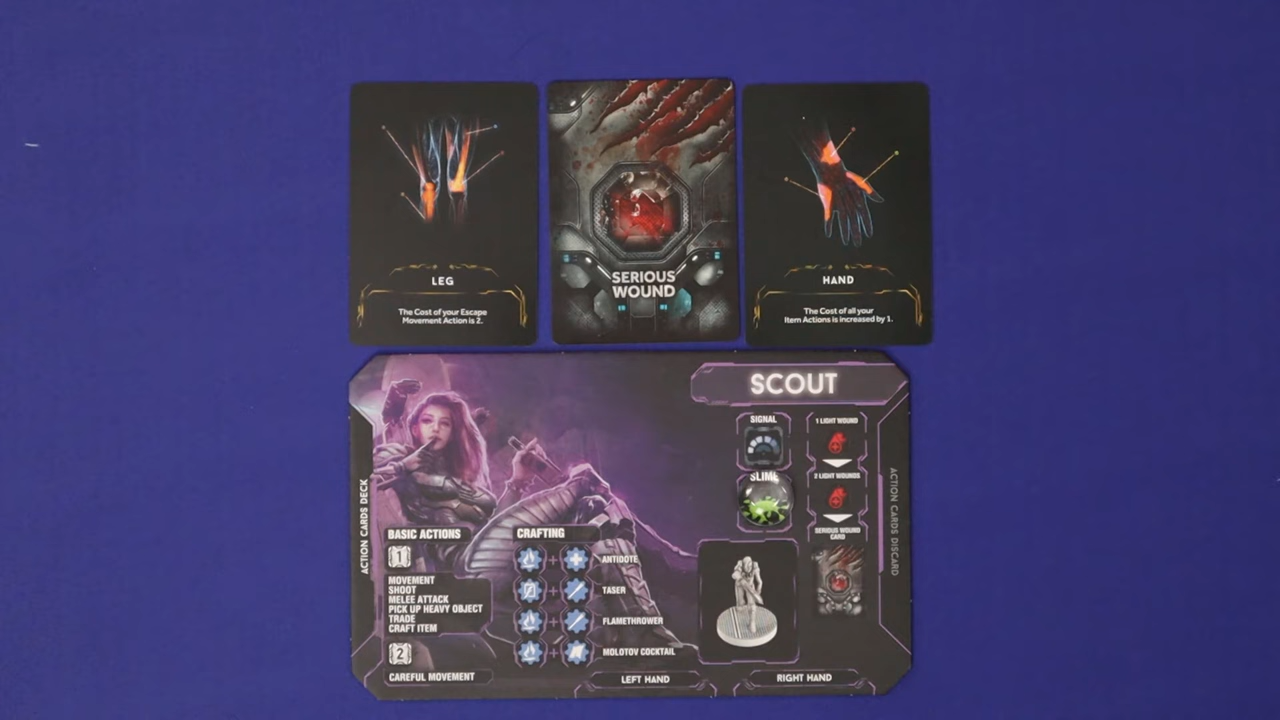 LEG
The Cost of your Escape
Movement Action is 2.
SERIOUS
WOUND
HAND
The Cost of all your
Item Actions is increased by 1.
SCOUT
SIGNAL
SLIME
1 LIGHT WOUND
2 LIGHT WOUNDS
SERIOUS WOUND
CARD
ACTION CARDS DECK
ACTION CARDS DISCARD
BASIC ACTIONS
1
MOVEMENT
SHOOT
MELEE ATTACK
PICK UP HEAVY OBJECT
TRADE
CRAFT ITEM
2
CAREFUL MOVEMENT
CRAFTING
+ ANTIDOTE
+ TASER
+ FLAMETHROWER
+ MOLOTOV COCKTAIL
LEFT HAND
RIGHT HAND